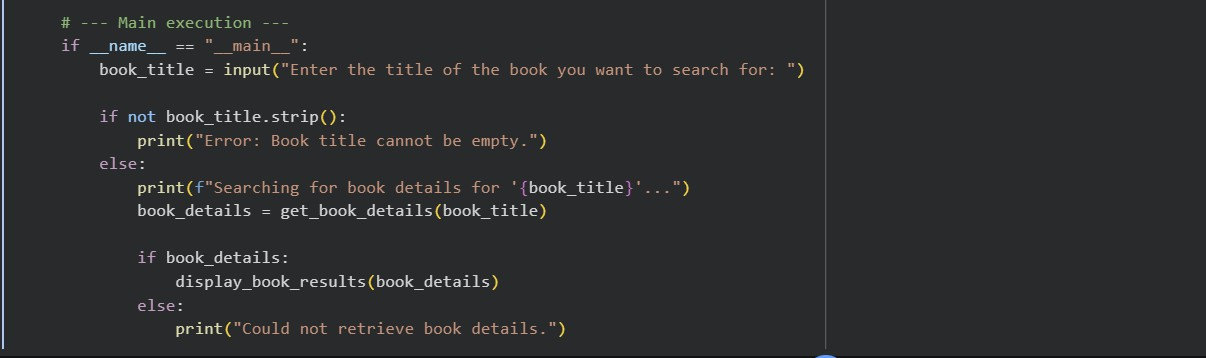 # --- Main execution ---
if __name__ == "__main__":
book_title = input("Enter the title of the book you want to search for: ")
if not book_title.strip():
print("Error: Book title cannot be empty.")
else:
print(f"Searching for book details for '{book_title}'...")
book_details = get_book_details(book_title)
if book_details:
display_book_results(book_details)
else:
print("Could not retrieve book details.")